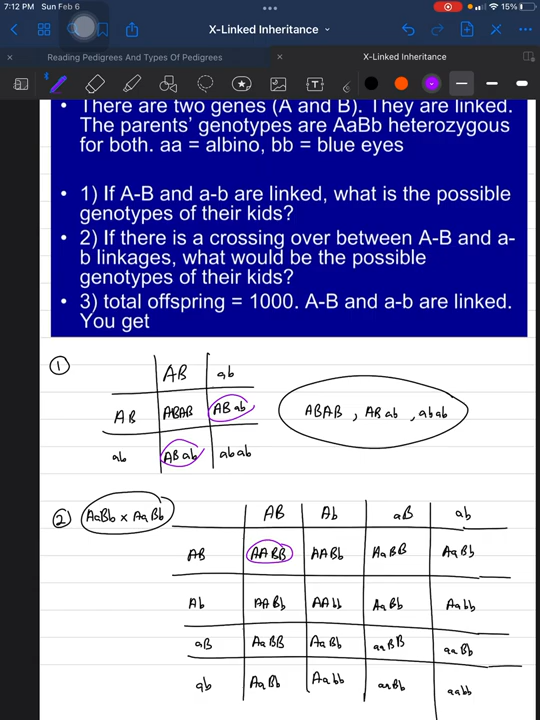 7:12 PM Sun Feb 6
15%
X-Linked Inheritance
Reading Pedigrees And Types Of Pedigrees
X-Linked Inheritance
There are two genes (A and B). They are linked.
The parents' genotypes are AaBb heterozygous
for both. aa = albino, bb = blue eyes
• 1) If A-B and a-b are linked, what is the possible
genotypes of their kids?
• 2) If there is a crossing over between A-B and a-
b linkages, what would be the possible
genotypes of their kids?
• 3) total offspring = 1000. A-B and a-b are linked.
You get
1
AB ab
AB ABAB ABab
ab ABab abab
ABAB , ABab , abab
2 AaBb x AaBb
AB Ab aB ab
AB AABB AABb AaBB AaBb
Ab AABb AAbb AaBb Aabb
aB AaBB AaBb aaBB aaBb
ab AaBb Aabb aaBb aabb